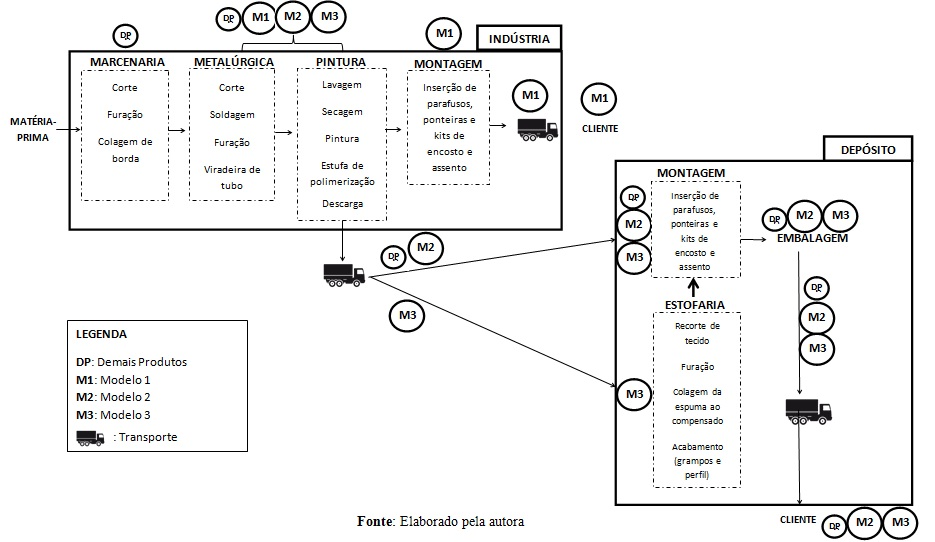 DP
M1
M2
M3
DP
M1
INDÚSTRIA
MARCENARIA
METALÚRGICA
PINTURA
MONTAGEM
Corte
Furação
Colagem de
borda
Corte
Soldagem
Furação
Viradeira de
tubo
Lavagem
Secagem
Pintura
Estufa de
polimerização
Descarga
Inserção de
parafusos,
ponteiras e
kits de
encosto e
assento
M1
M1
CLIENTE
MATÉRIA-
PRIMA
DEPÓSITO
MONTAGEM
DP
M2
M3
Inserção de
parafusos,
ponteiras e
kits de
encosto e
assento
DP
M2
M3
EMBALAGEM
DP
M2
M3
DP
M2
M3
ESTOFARIA
M3
Recorte de
tecido
Furação
Colagem da
espuma ao
compensado
Acabamento
(grampos e
perfil)
LEGENDA
DP: Demais Produtos
M1: Modelo 1
M2: Modelo 2
M3: Modelo 3
: Transporte
Fonte: Elaborado pela autora
CLIENTE
DP
M2
M3